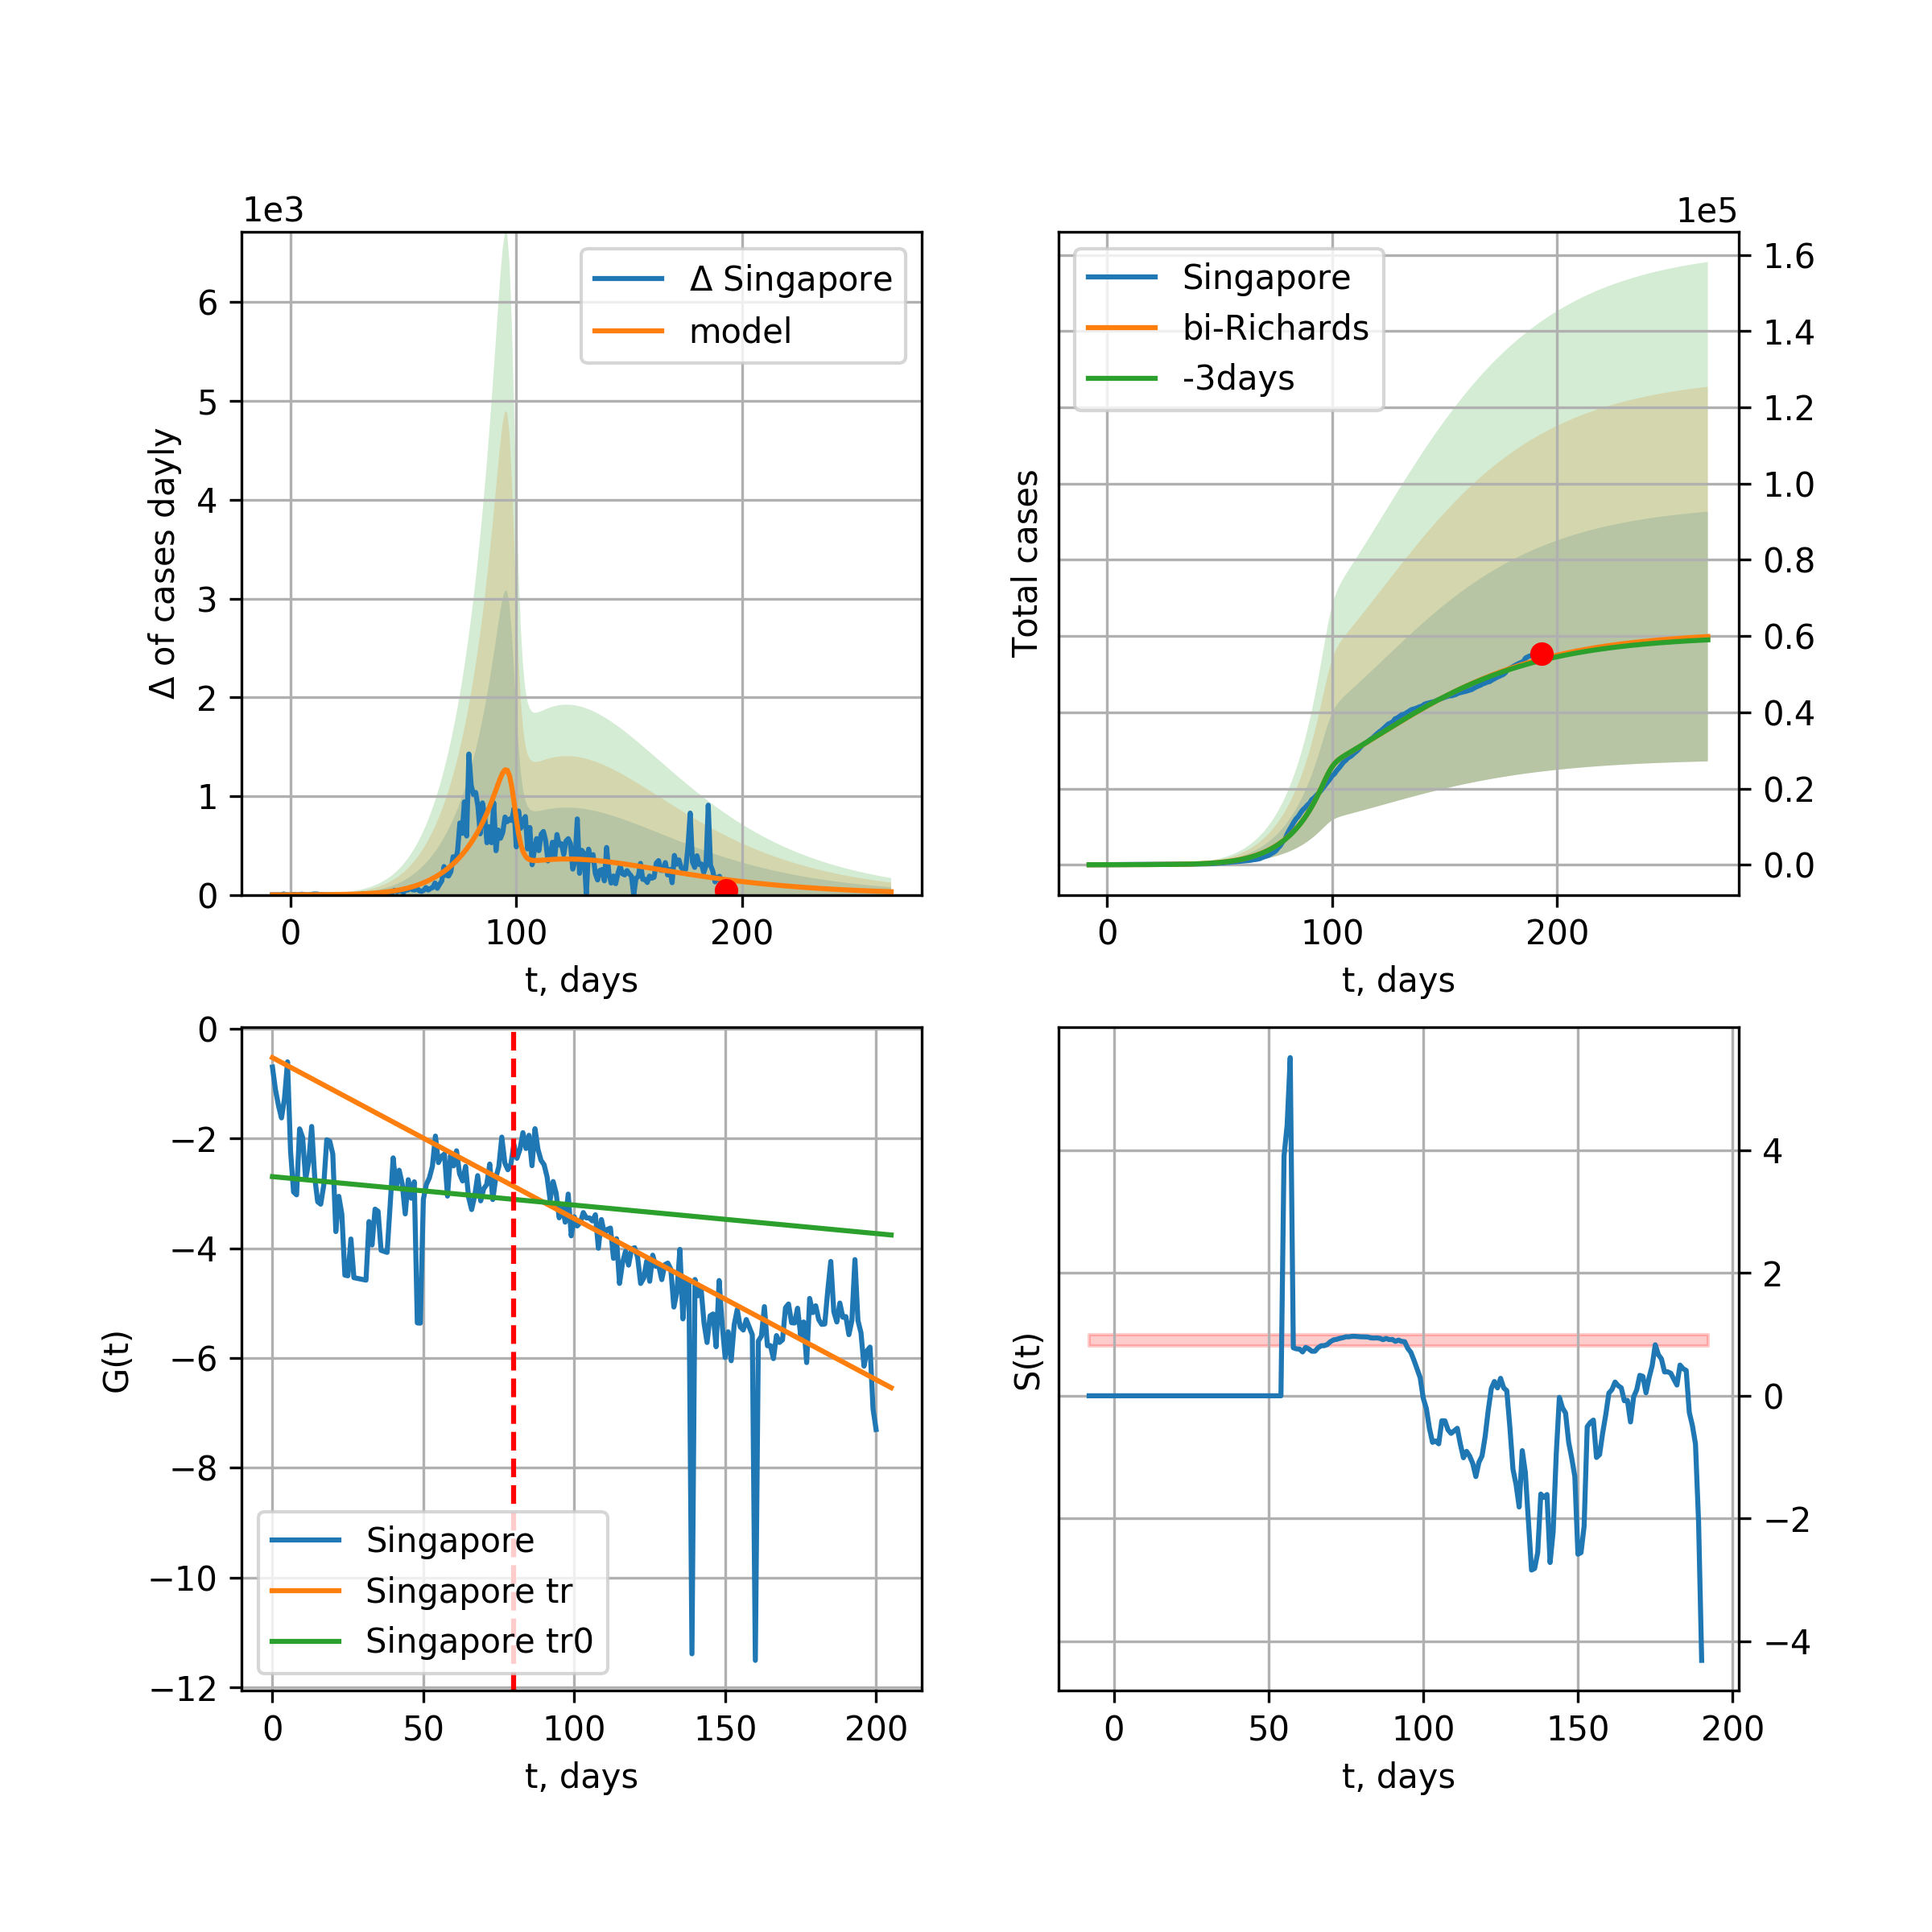 1e3
Δ of cases dayly
6
5
4
3
2
1
0
Δ Singapore
model
0 100 200
t, days
1e5
Total cases
Singapore
bi-Richards
-3days
1.6
1.4
1.2
1.0
0.8
0.6
0.4
0.2
0.0
0 100 200
t, days
G(t)
0
−2
−4
−6
−8
−10
−12
Singapore
Singapore tr
Singapore tr0
0 50 100 150 200
t, days
S(t)
4
2
0
−2
−4
0 50 100 150 200
t, days